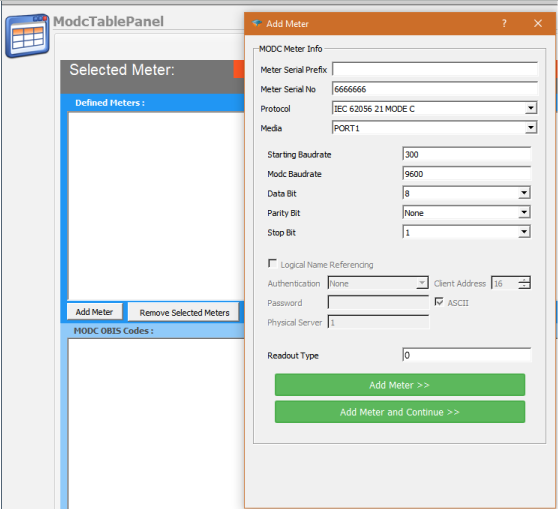 ModcTablePanel
Selected Meter:
Defined Meters :
Add Meter
Remove Selected Meters
MODC OBIS Codes :
Add Meter
?
MODC Meter Info
Meter Serial Prefix
Meter Serial No 6666666
Protocol IEC 62056 21 MODE C
Media PORT1
Starting Baudrate 300
Modc Baudrate 9600
Data Bit 8
Parity Bit None
Stop Bit 1
Logical Name Referencing
Authentication None Client Address 16
Password ASCII
Physical Server 1
Readout Type 0
Add Meter >>
Add Meter and Continue >>